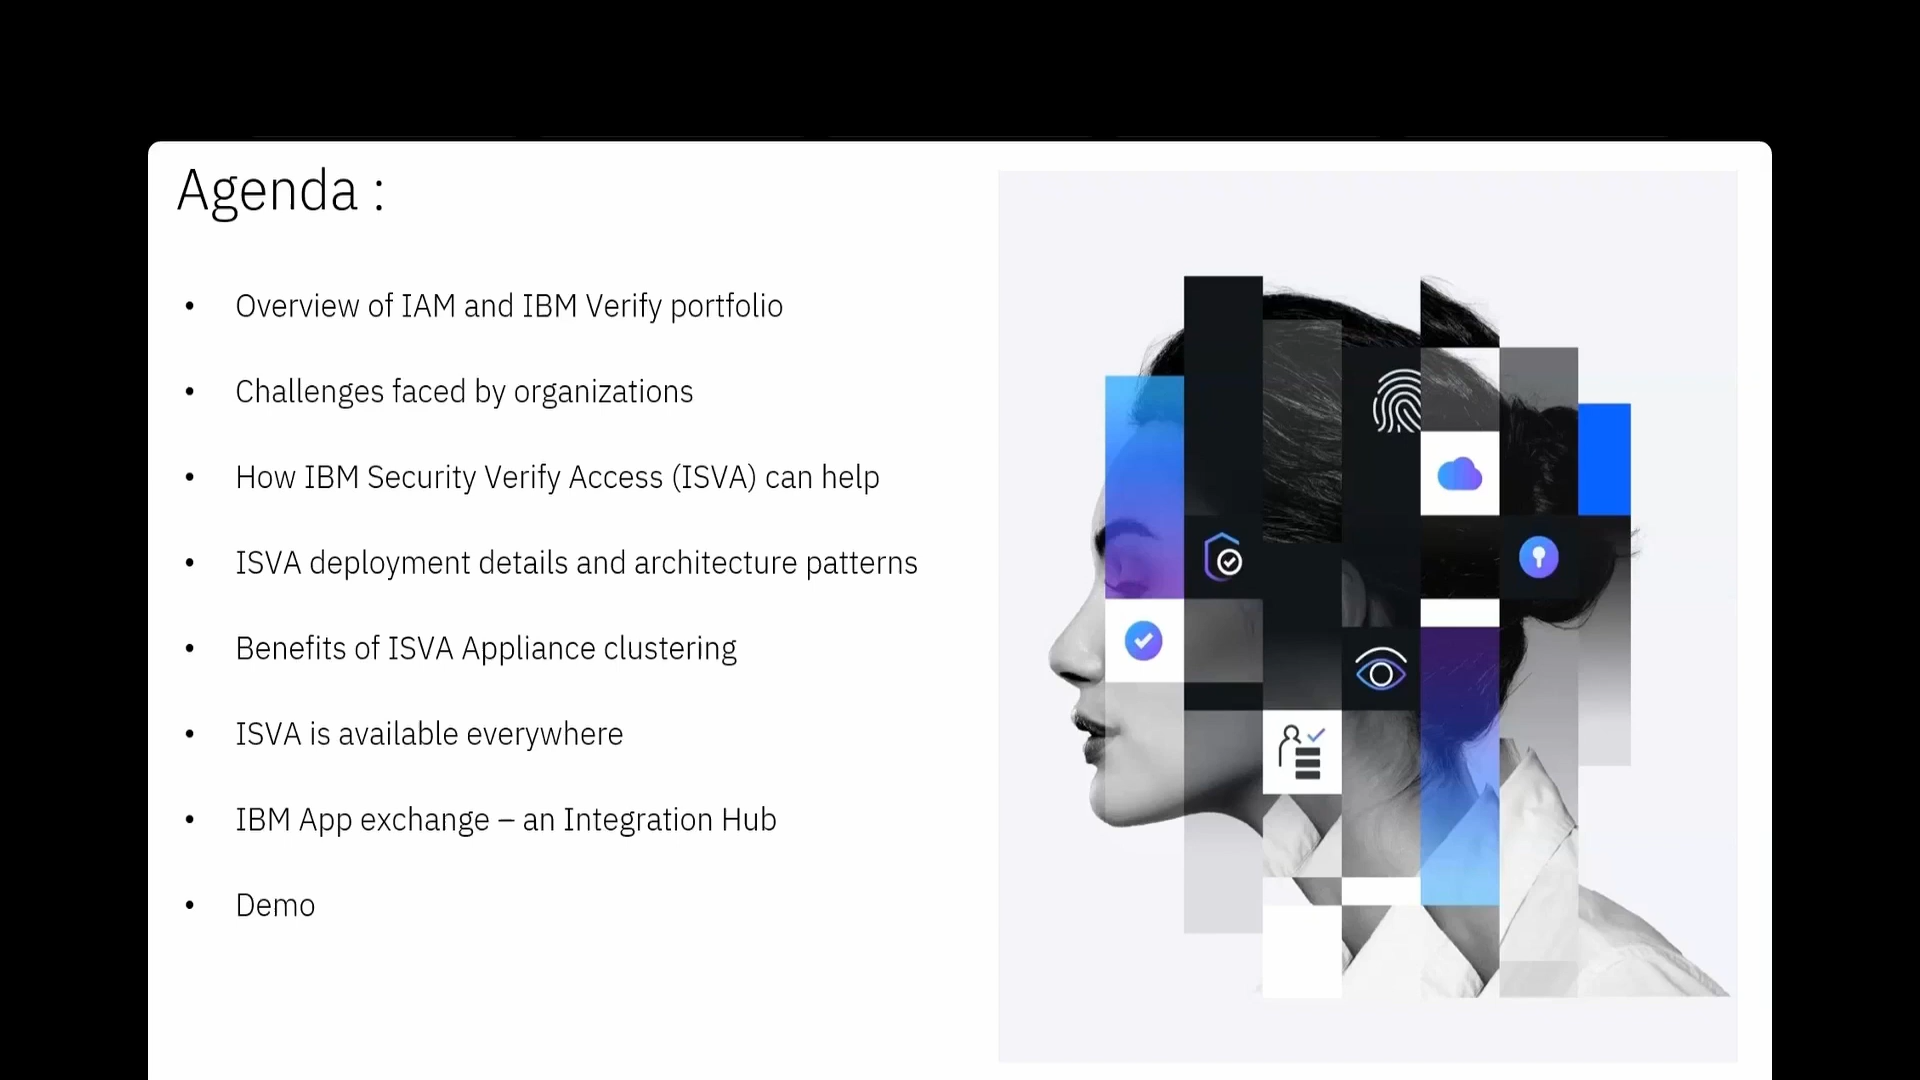 Agenda :
• Overview of IAM and IBM Verify portfolio
• Challenges faced by organizations
• How IBM Security Verify Access (ISVA) can help
• ISVA deployment details and architecture patterns
• Benefits of ISVA Appliance clustering
• ISVA is available everywhere
• IBM App exchange – an Integration Hub
• Demo